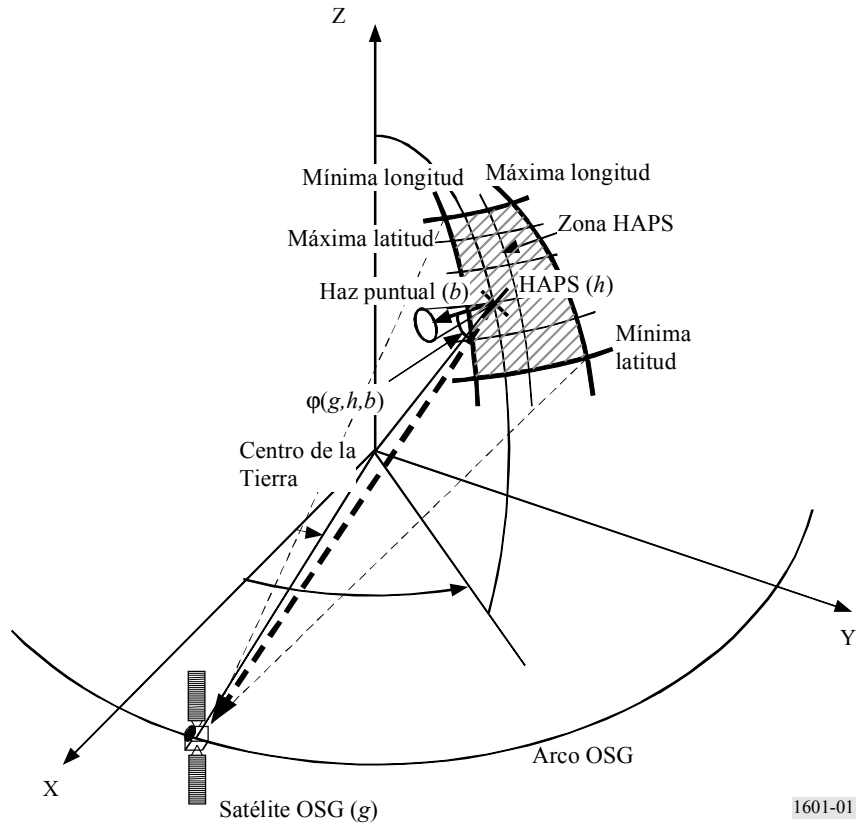 Z
Mínima longitud
Máxima longitud
Máxima latitud
Zona HAPS
Haz puntual (b)
HAPS (h)
Mínima
latitud
φ(g,h,b)
Centro de la
Tierra
Y
Arco OSG
X
Satélite OSG (g)
1601-01